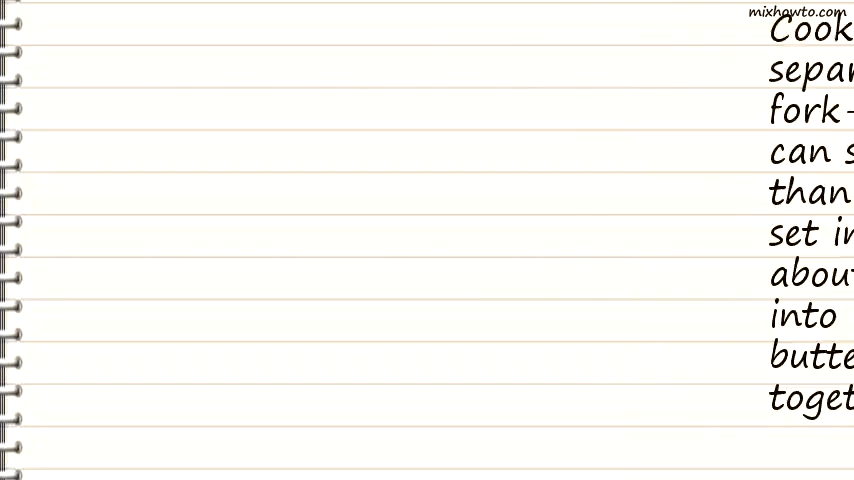 mixhowto.com
Cook
separ
fork-
can s
than
set in
about
into
butte
toget